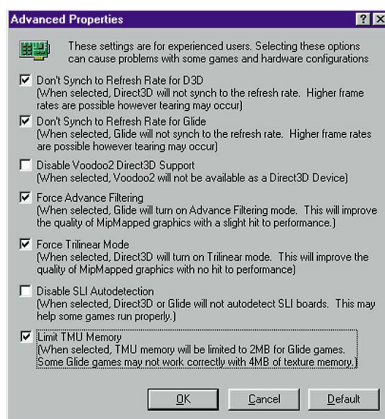 Advanced Properties
These settings are for experienced users. Selecting these options
can cause problems with some games and hardware configurations
Don't Synch to Refresh Rate for D3D
(When selected, Direct3D will not synch to the refresh rate. Higher frame
rates are possible however tearing may occur)
Don't Synch to Refresh Rate for Glide
(When selected, Glide will not synch to the refresh rate. Higher frame rates
are possible however tearing may occur)
Disable Voodoo2 Direct3D Support
(When selected, Voodoo2 will not be available as a Direct3D Device)
Force Advance Filtering
(When selected, Glide will turn on Advance Filtering mode. This will improve
the quality of MipMapped graphics with a slight hit to performance.)
Force Trilinear Mode
(When selected, Direct3D will turn on Trilinear mode. This will improve the
quality of MipMapped graphics with no hit to performance)
Disable SLI Autodetection
(When selected, Direct3D or Glide will not autodetect SLI boards. This may
help some games run properly.)
Limit TMU Memory
(When selected, TMU memory will be limited to 2MB for Glide games.
Some Glide games may not work correctly with 4MB of texture memory.)
OK Cancel Default